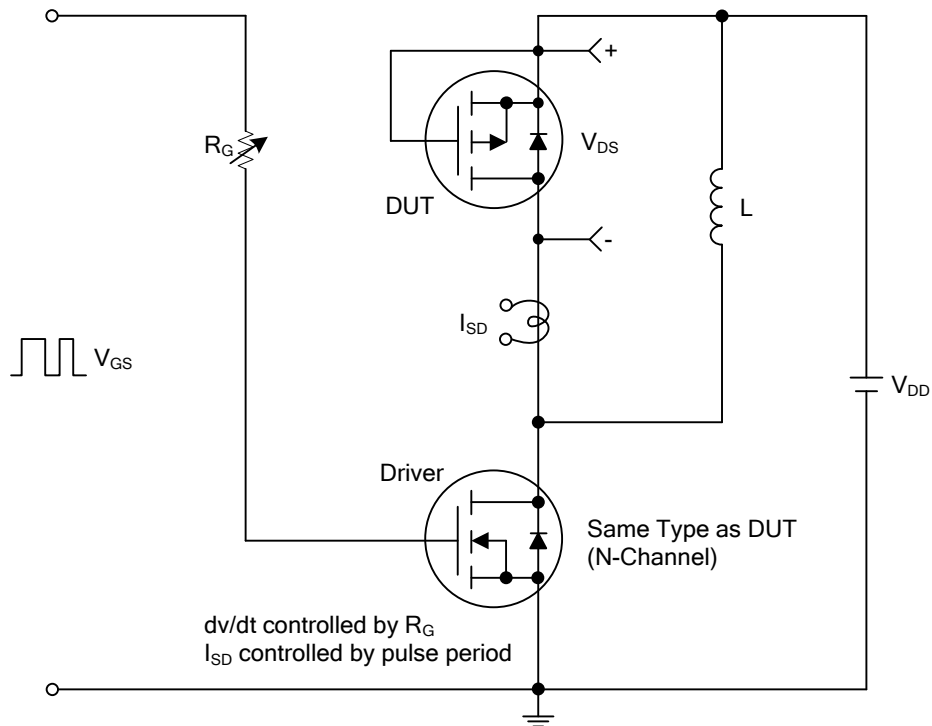 +
R_G
V_DS
DUT
L
-
I_SD
V_GS
V_DD
Driver
Same Type as DUT
(N-Channel)
dv/dt controlled by R_G
I_SD controlled by pulse period